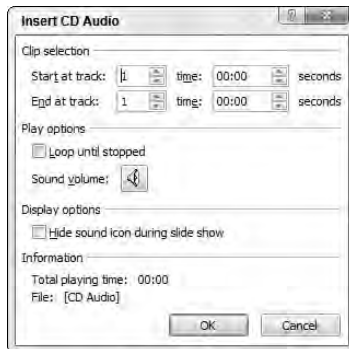 Insert CD Audio
Clip selection
Start at track: 1 time: 00:00 seconds
End at track: 1 time: 00:00 seconds
Play options
Loop until stopped
Sound volume:
Display options
Hide sound icon during slide show
Information
Total playing time: 00:00
File: [CD Audio]
OK Cancel